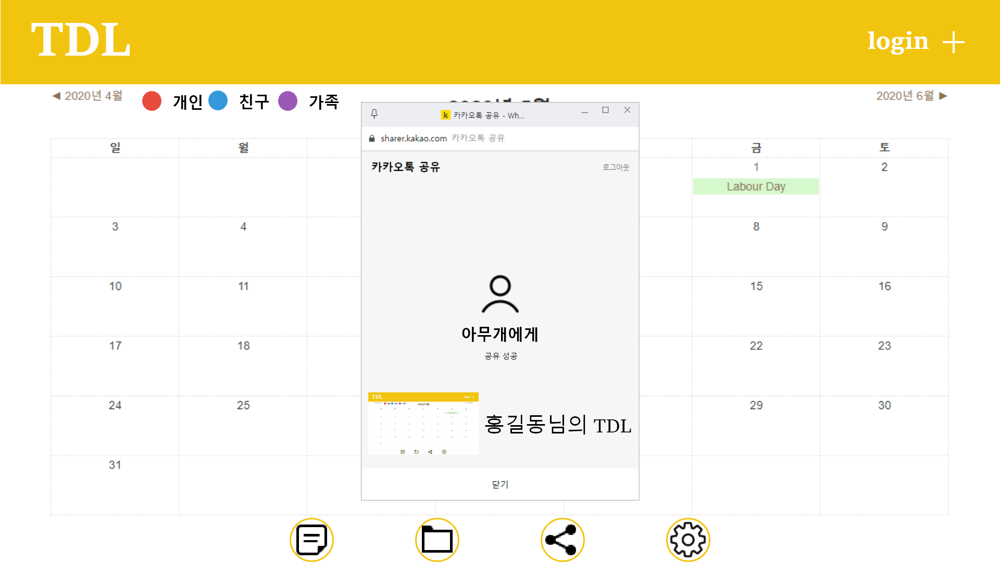 TDL
login
◀ 2020년 4월
개인 친구 가족
2020년 6월 ▶
k 카카오톡 공유 - Wh...
sharer.kakao.com 카카오톡 공유
카카오톡 공유
로그아웃
일 월 금 토
1 2
Labour Day
3 4 8 9
10 11 15 16
아무개에게
17 18 22 23
공유 성공
24 25 29 30
TDL
login
홍길동님의 TDL
31
닫기